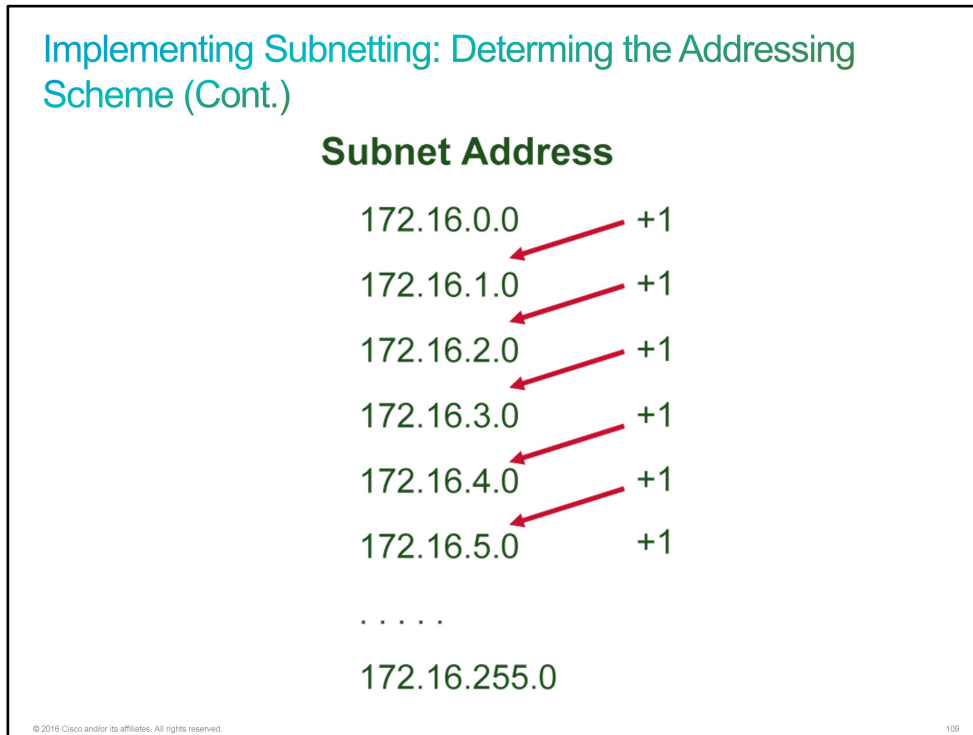 Implementing Subnetting: Determing the Addressing
Scheme (Cont.)
Subnet Address
172.16.0.0 +1
172.16.1.0 +1
172.16.2.0 +1
172.16.3.0 +1
172.16.4.0 +1
172.16.5.0 +1
. . . . .
172.16.255.0
© 2016 Cisco and/or its affiliates. All rights reserved. 109